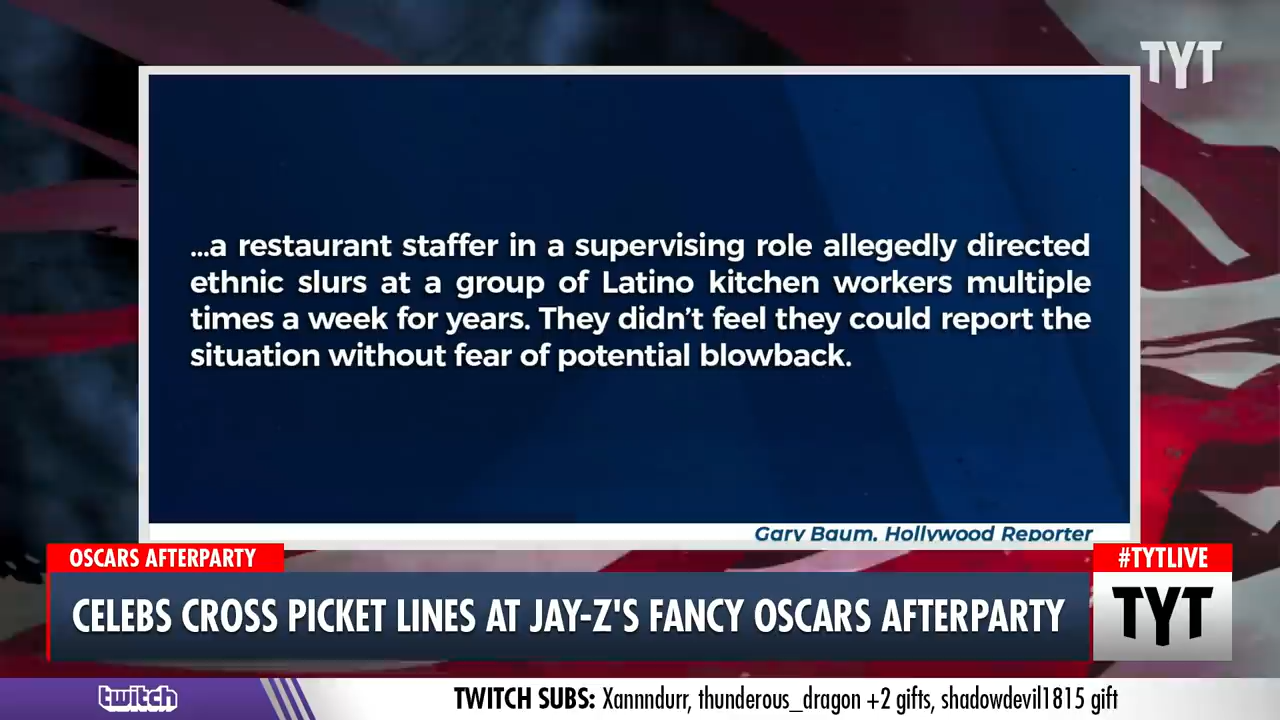 TYT
...a restaurant staffer in a supervising role allegedly directed
ethnic slurs at a group of Latino kitchen workers multiple
times a week for years. They didn't feel they could report the
situation without fear of potential blowback.
Gary Baum, Hollywood Reporter
OSCARS AFTERPARTY
#TYTLIVE
CELEBS CROSS PICKET LINES AT JAY-Z'S FANCY OSCARS AFTERPARTY
TYT
twitch
TWITCH SUBS: Xannndurr, thunderous_dragon +2 gifts, shadowdevil1815 gift